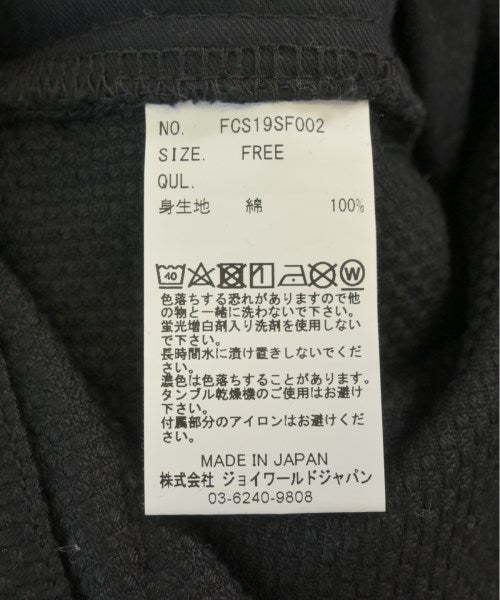 NO. FCS19SF002
SIZE. FREE
QUL.
身生地 綿 100%
40 W
色落ちする恐れがありますので他
の物と一緒に洗わないで下さい。
蛍光増白剤入り洗剤を使用しない
で下さい。
長時間水に漬け置きしないでくだ
さい。
濃色は色落ちすることがあります。
タンブル乾燥機のご使用はお避け
下さい。
付属部分のアイロンはお避けくだ
さい。
MADE IN JAPAN
株式会社 ジョイワールドジャパン
03-6240-9808